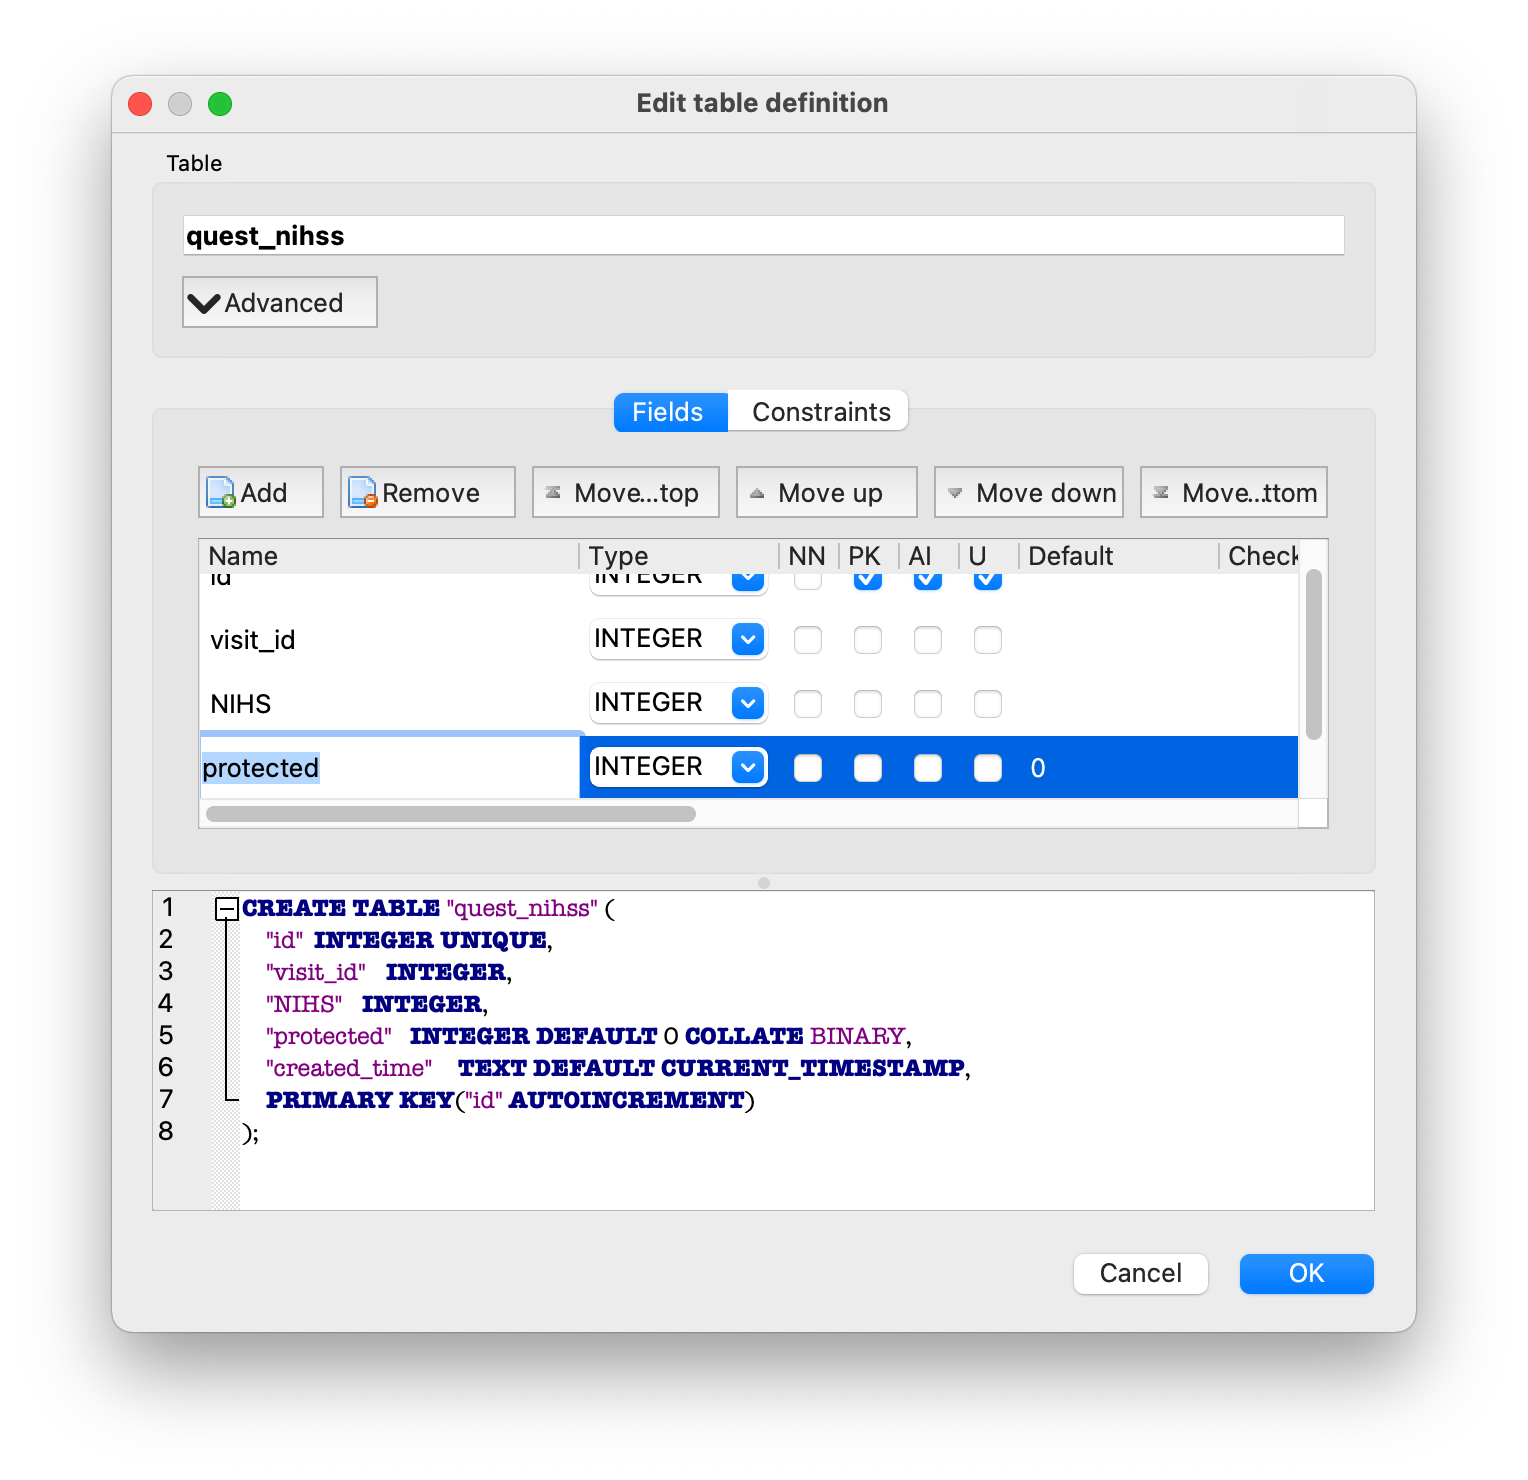 Edit table definition
Table
quest_nihss
Advanced
Fields Constraints
Add Remove Move...top Move up Move down Move...ttom
Name Type NN PK AI U Default Check
id INTEGER
visit_id INTEGER
NIHS INTEGER
protected INTEGER 0
1 CREATE TABLE "quest_nihss" (
2 "id" INTEGER UNIQUE,
3 "visit_id" INTEGER,
4 "NIHS" INTEGER,
5 "protected" INTEGER DEFAULT 0 COLLATE BINARY,
6 "created_time" TEXT DEFAULT CURRENT_TIMESTAMP,
7 PRIMARY KEY("id" AUTOINCREMENT)
8 );
Cancel OK